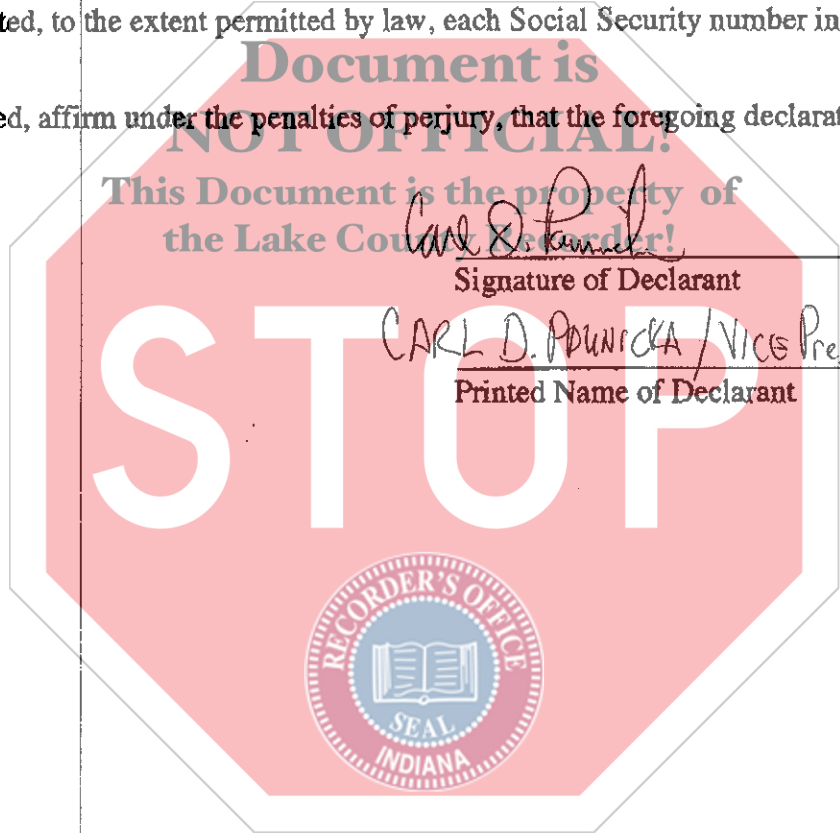 ted, to the extent permitted by law, each Social Security number in
Document is
ed, affirm under the penalties of perjury, that the foregoing declarat
NOT OFFICIAL!
This Document is the property of
the Lake County Recorder!
Carl D.
Signature of Declarant
CARL D. POUNICKA / VICE Pre
Printed Name of Declarant
STOP
RECORDER'S OFFICE
SEAL
INDIANA